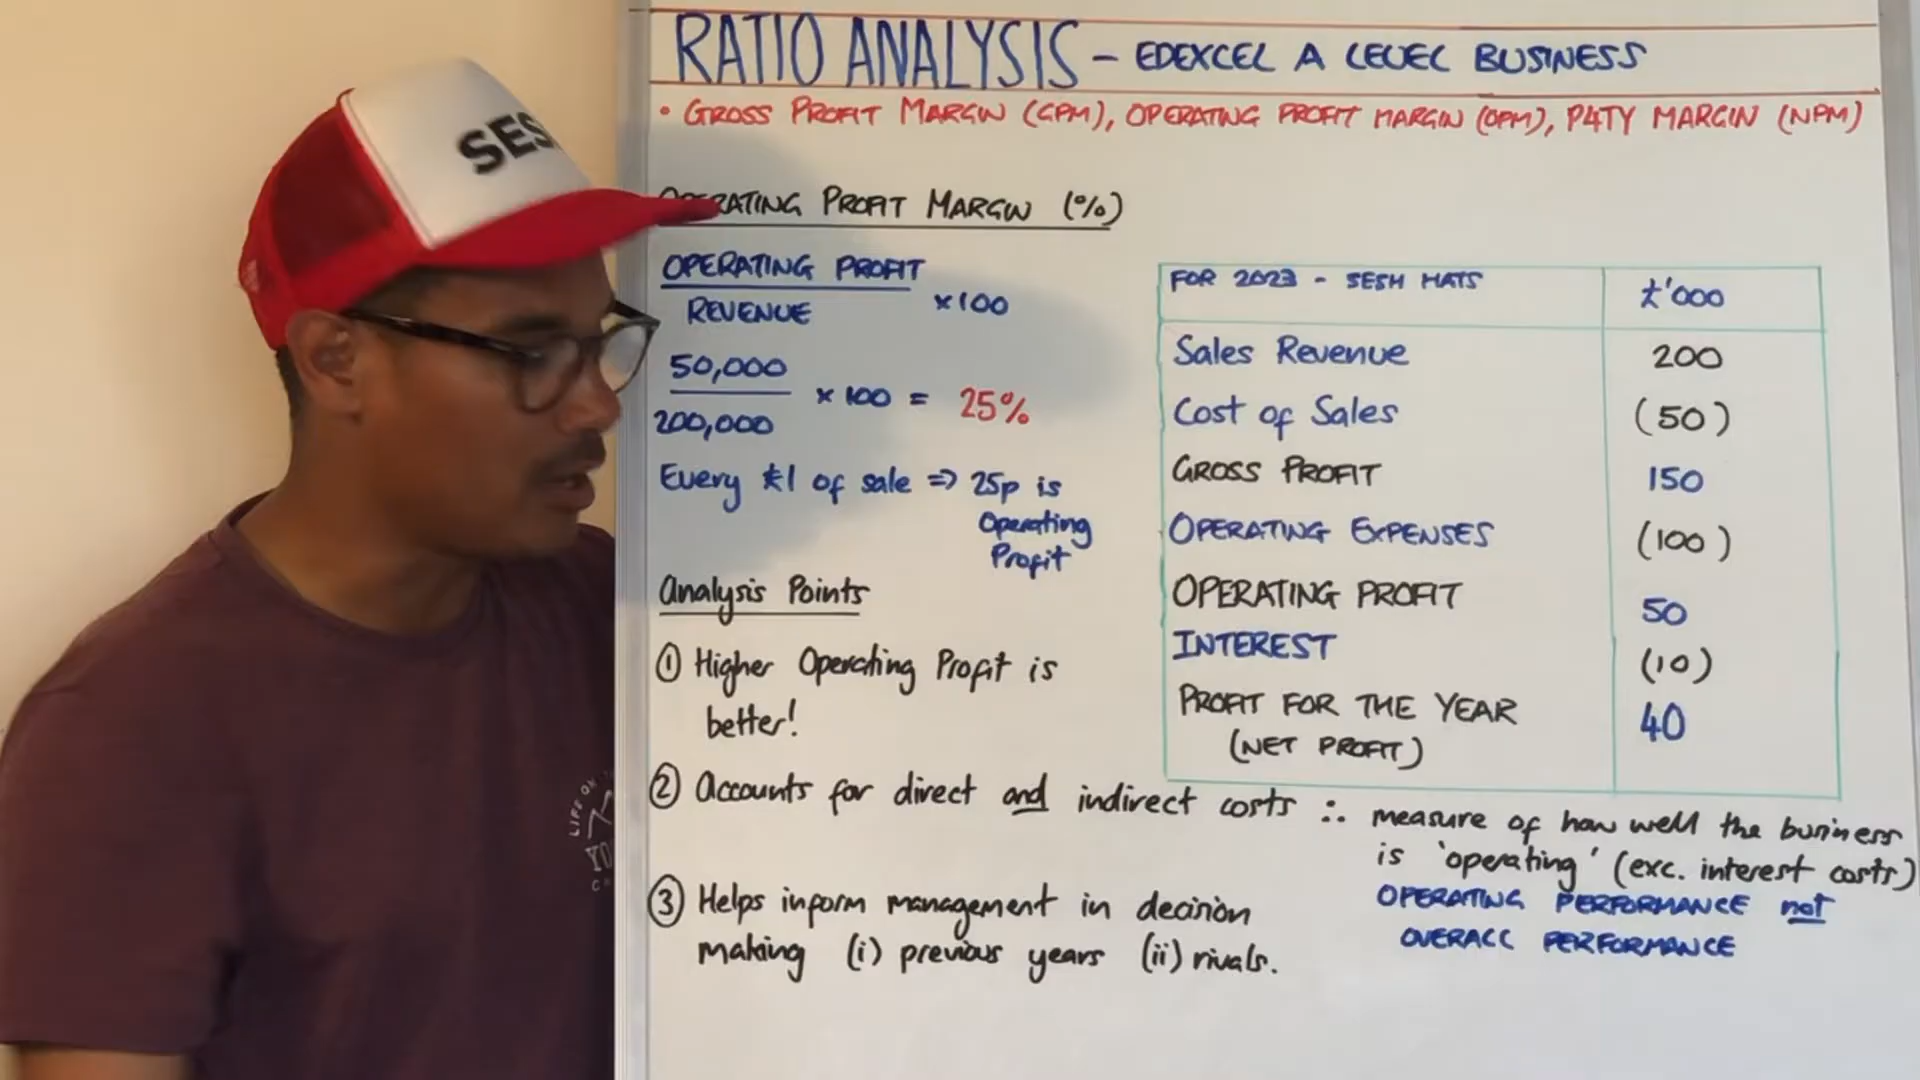 RATIO ANALYSIS - EDEXCEL A LEVEL BUSINESS
• GROSS PROFIT MARGIN (GPM), OPERATING PROFIT MARGIN (OPM), P4TY MARGIN (NPM)
SES
OPERATING PROFIT MARGIN (%)
OPERATING PROFIT
REVENUE
×100
50,000
200,000
× 100 = 25%
Every £1 of sale => 25p is
Operating
Profit
Analysis Points
① Higher Operating Profit is
better!
② Accounts for direct and indirect costs ∴ measure of how well the business
is 'operating' (exc. interest costs)
OPERATING PERFORMANCE not
OVERALL PERFORMANCE
③ Helps inform management in decision
making (i) previous years (ii) rivals.
FOR 2023 - SESH HATS £'000
Sales Revenue 200
Cost of Sales (50)
GROSS PROFIT 150
OPERATING EXPENSES (100)
OPERATING PROFIT 50
INTEREST (10)
PROFIT FOR THE YEAR 40
(NET PROFIT)
LIFE ON
YO